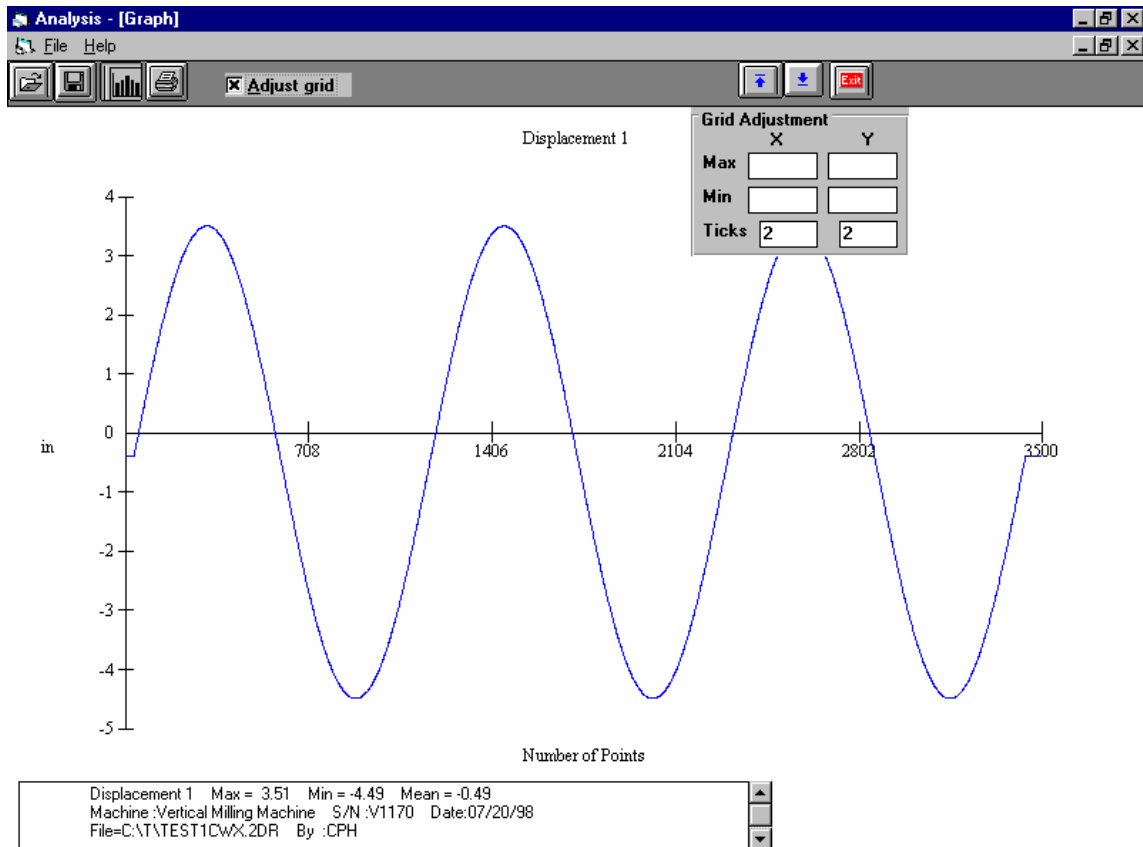 Analysis - [Graph]
File Help
Adjust grid
Exit
Grid Adjustment
X Y
Max
Min
Ticks 2 2
Displacement 1
4
3
2
1
0
-1
-2
-3
-4
-5
in
708 1406 2104 2802 3500
Number of Points
Displacement 1 Max = 3.51 Min = -4.49 Mean = -0.49
Machine :Vertical Milling Machine S/N :V1170 Date:07/20/98
File=C:\T\TEST1CWX.2DR By :CPH